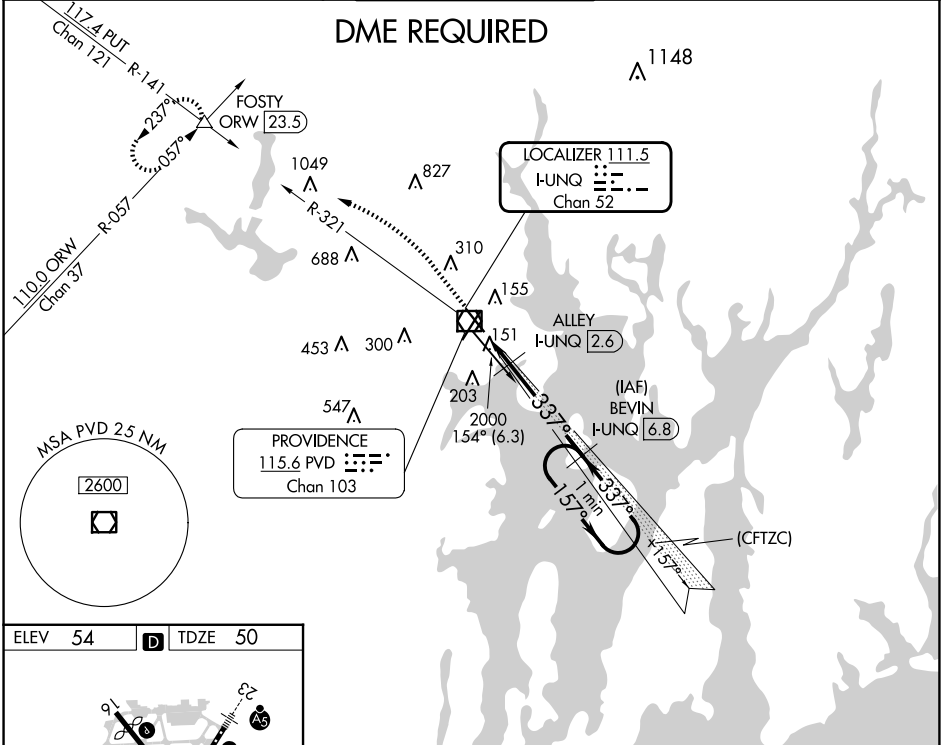 DME REQUIRED
117.4 PUT
Chan 121
R-141
1148
FOSTY
ORW 23.5
237°
057°
LOCALIZER 111.5
I-UNQ
Chan 52
1049
827
R-321
R-057
110.0 ORW
Chan 37
688
310
155
151
ALLEY
I-UNQ 2.6
453
300
203
2000
154° (6.3)
337°
(IAF)
BEVIN
I-UNQ 6.8
547
PROVIDENCE
115.6 PVD
Chan 103
MSA PVD 25 NM
2600
1 min
157°
337°
(CFTZC)
x
157°
ELEV 54
D
TDZE 50
16
23
A5